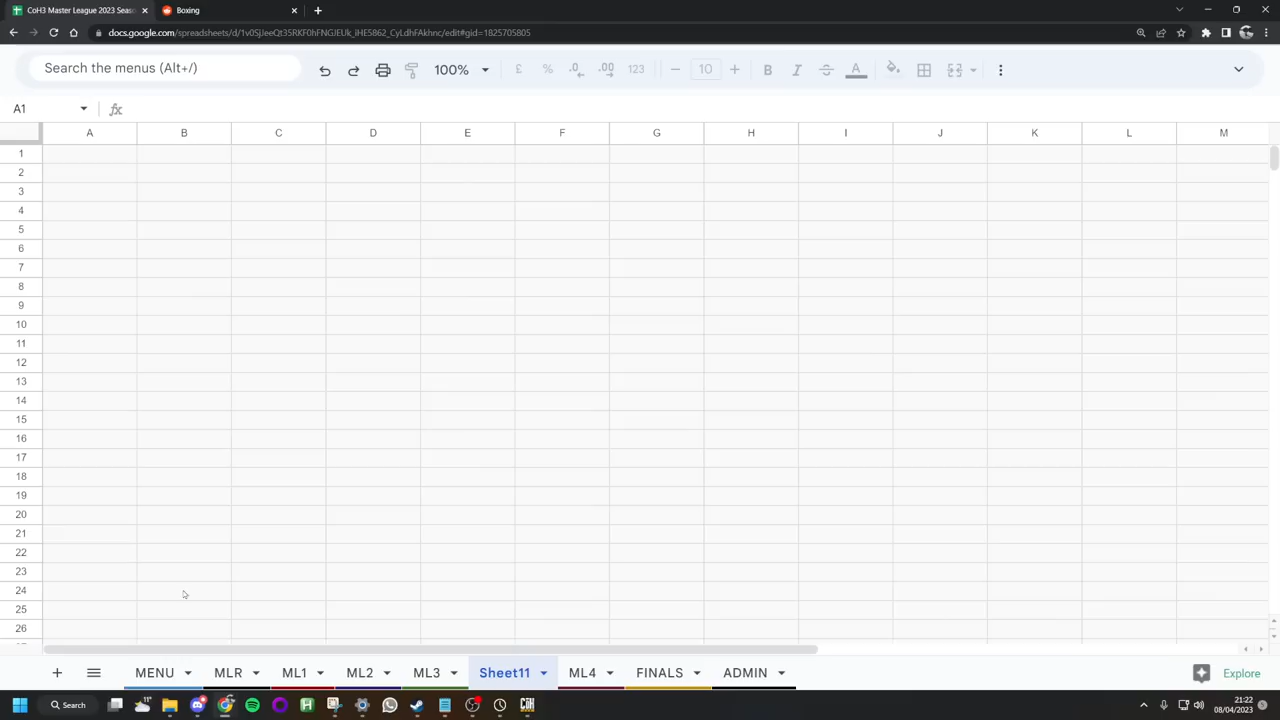 CoH3 Master League 2023 Seaso
Boxing
docs.google.com/spreadsheets/d/1v0SjJeeQt35RKF0hFNGJEUk_iHE5862_CyLdhFAkhnc/edit#gid=1825705805
Search the menus (Alt+/)
100%
£
%
.0
.00
123
10
B
I
A
A1
fx
A B C D E F G H I J K L M
1
2
3
4
5
6
7
8
9
10
11
12
13
14
15
16
17
18
19
20
21
22
23
24
25
26
MENU
MLR
ML1
ML2
ML3
Sheet11
ML4
FINALS
ADMIN
Explore
Search
11°
21:22
08/04/2023